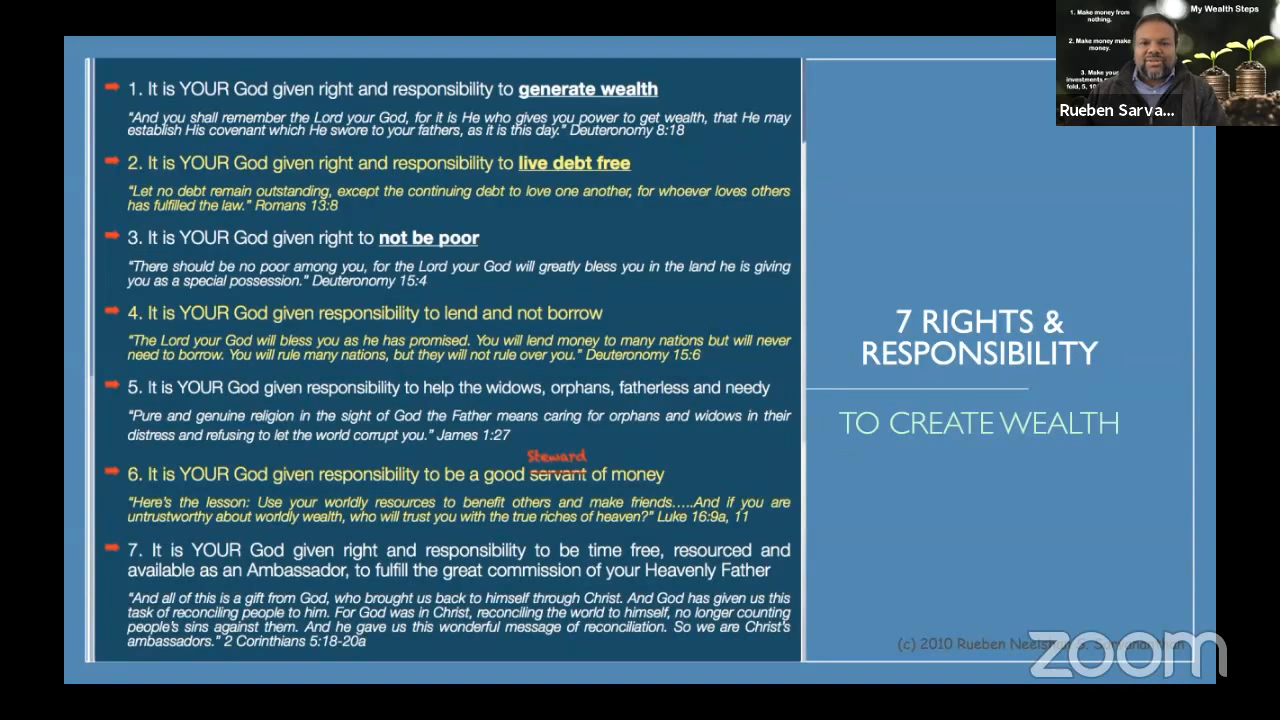 1. It is YOUR God given right and responsibility to generate wealth
"And you shall remember the Lord your God, for it is He who gives you power to get wealth, that He may
establish His covenant which He swore to your fathers, as it is this day." Deuteronomy 8:18
2. It is YOUR God given right and responsibility to live debt free
"Let no debt remain outstanding, except the continuing debt to love one another, for whoever loves others
has fulfilled the law." Romans 13:8
3. It is YOUR God given right to not be poor
"There should be no poor among you, for the Lord your God will greatly bless you in the land he is giving
you as a special possession." Deuteronomy 15:4
4. It is YOUR God given responsibility to lend and not borrow
"The Lord your God will bless you as he has promised. You will lend money to many nations but will never
need to borrow. You will rule many nations, but they will not rule over you." Deuteronomy 15:6
5. It is YOUR God given responsibility to help the widows, orphans, fatherless and needy
"Pure and genuine religion in the sight of God the Father means caring for orphans and widows in their
distress and refusing to let the world corrupt you." James 1:27
Steward
6. It is YOUR God given responsibility to be a good servant of money
"Here's the lesson: Use your worldly resources to benefit others and make friends.....And if you are
untrustworthy about worldly wealth, who will trust you with the true riches of heaven?" Luke 16:9a, 11
7. It is YOUR God given right and responsibility to be time free, resourced and
available as an Ambassador, to fulfill the great commission of your Heavenly Father
"And all of this is a gift from God, who brought us back to himself through Christ. And God has given us this
task of reconciling people to him. For God was in Christ, reconciling the world to himself, no longer counting
people's sins against them. And he gave us this wonderful message of reconciliation. So we are Christ's
ambassadors." 2 Corinthians 5:18-20a
7 RIGHTS &
RESPONSIBILITY
TO CREATE WEALTH
(c) 2010 Rueben
zoom
My Wealth Steps
1. Make money from
nothing.
2. Make money make
money.
3. Make your
investments
fold, 5, 10
Rueben Sarva...